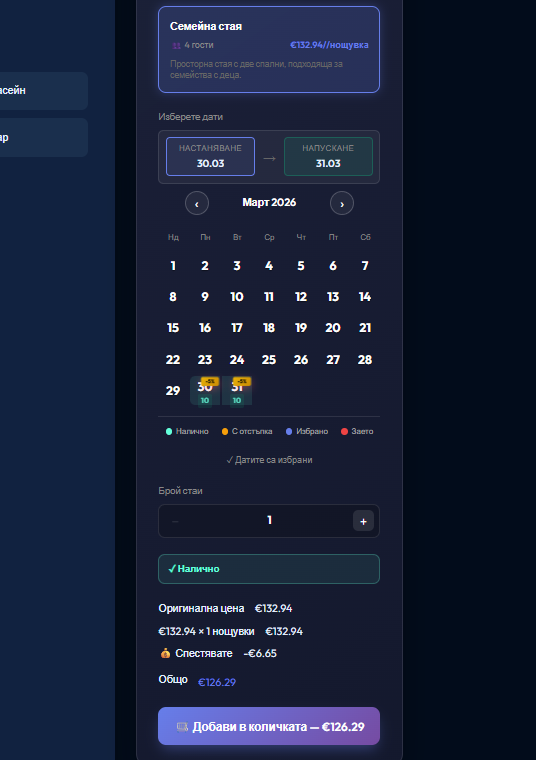 Семейна стая
4 гости €132.94//нощувка
Просторна стая с две спални, подходяща за
семейства с деца.
Изберете дати
НАСТАНЯВАНЕ НАПУСКАНЕ
30.03 → 31.03
‹ Март 2026 ›
Нд Пн Вт Ср Чт Пт Сб
1 2 3 4 5 6 7
8 9 10 11 12 13 14
15 16 17 18 19 20 21
22 23 24 25 26 27 28
29 30 31
10 10
Налично С отстъпка Избрано Заето
✓ Датите са избрани
Брой стаи
− 1 +
✓ Налично
Оригинална цена €132.94
€132.94 × 1 нощувки €132.94
Спестявате -€6.65
Общо €126.29
Добави в количката — €126.29